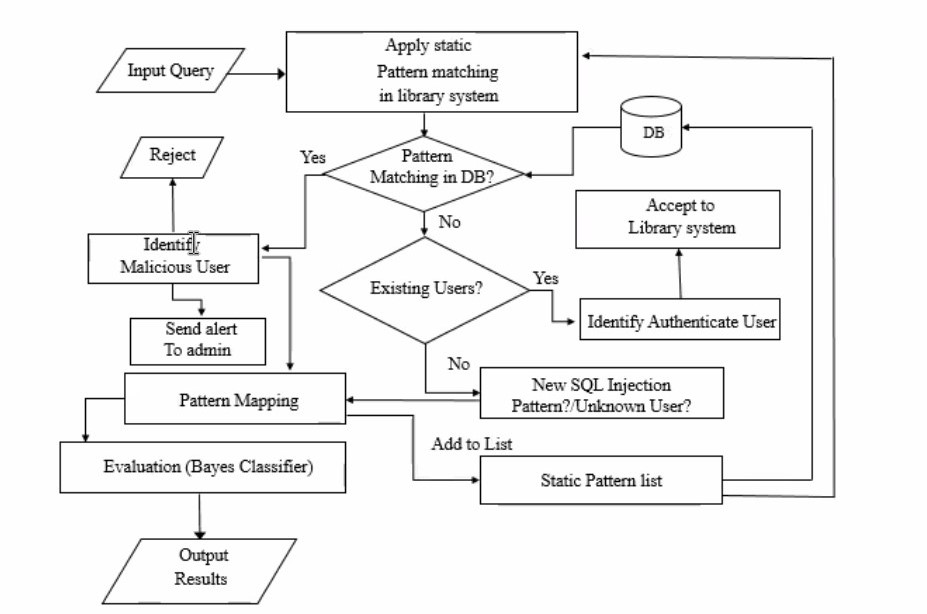 Apply static
Pattern matching
in library system
Input Query
DB
Reject
Yes
Pattern
Matching in DB?
Accept to
Library system
No
Identify
Malicious User
Existing Users?
Yes
Identify Authenticate User
Send alert
To admin
No
New SQL Injection
Pattern?/Unknown User?
Pattern Mapping
Add to List
Evaluation (Bayes Classifier)
Static Pattern list
Output
Results